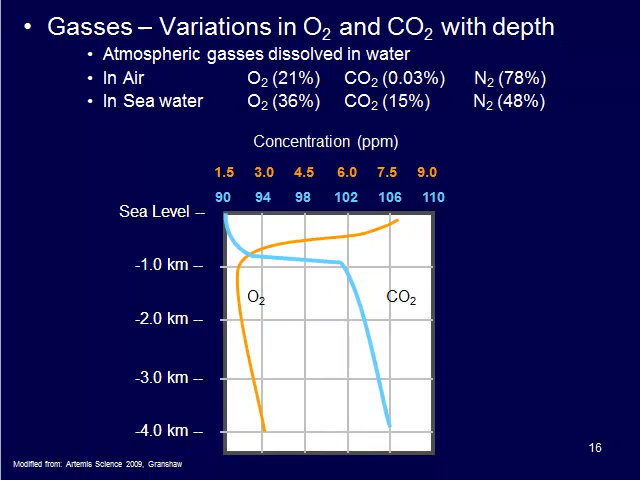 • Gasses – Variations in O₂ and CO₂ with depth
• Atmospheric gasses dissolved in water
• In Air O₂ (21%) CO₂ (0.03%) N₂ (78%)
• In Sea water O₂ (36%) CO₂ (15%) N₂ (48%)
Concentration (ppm)
1.5 3.0 4.5 6.0 7.5 9.0
90 94 98 102 106 110
Sea Level --
-1.0 km --
O₂ CO₂
-2.0 km --
-3.0 km --
-4.0 km --
16
Modified from: Artemis Science 2009, Granshaw